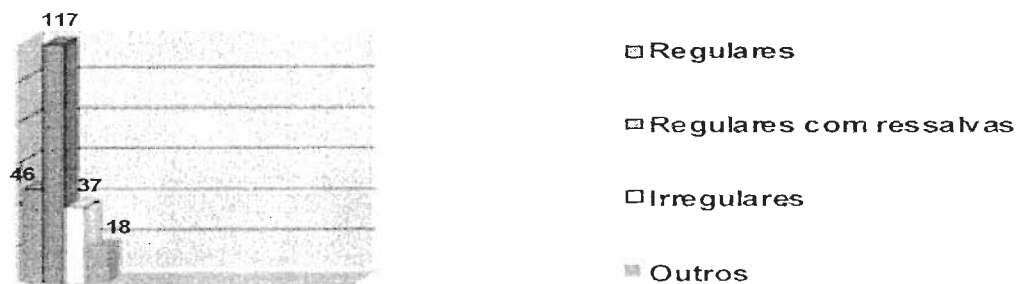 117
46
37
18
Regulares
Regulares com ressalvas
Irregulares
Outros